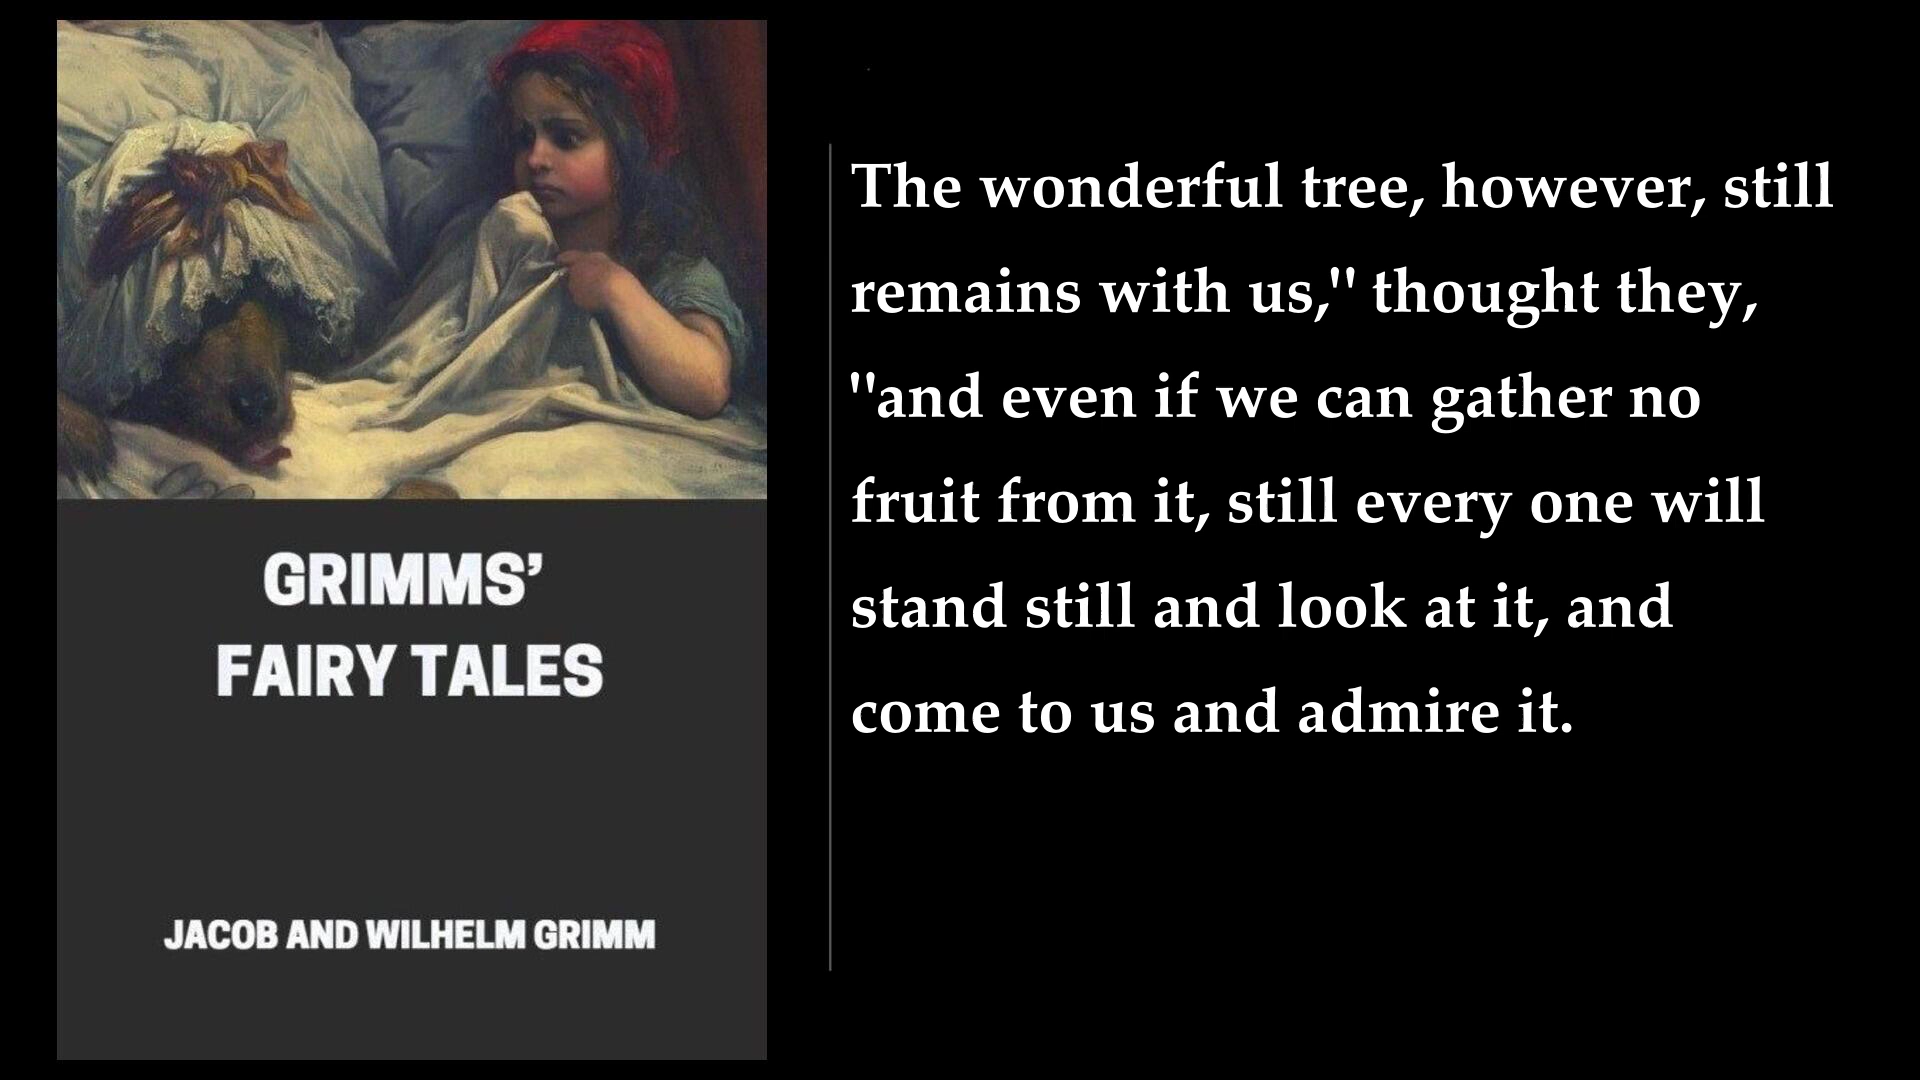 GRIMMS’
FAIRY TALES
JACOB AND WILHELM GRIMM
The wonderful tree, however, still
remains with us," thought they,
"and even if we can gather no
fruit from it, still every one will
stand still and look at it, and
come to us and admire it.